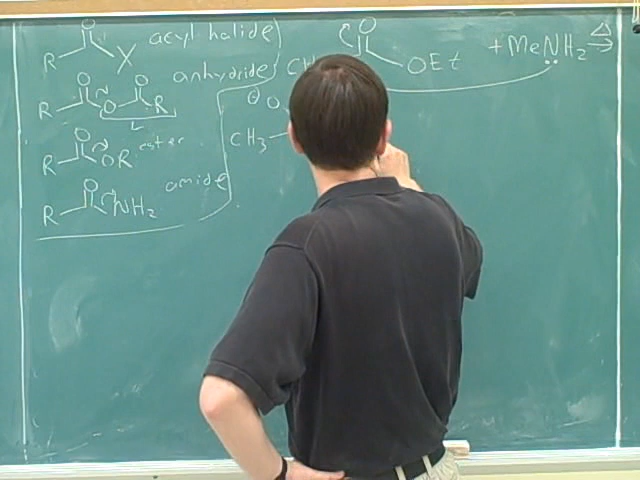 O
R X acyl halide
O O
R O R anhydride
L
O
R OR ester
O
R NH2 amide
O
CH OEt + MeNH2 Δ →
⊖ O
CH3